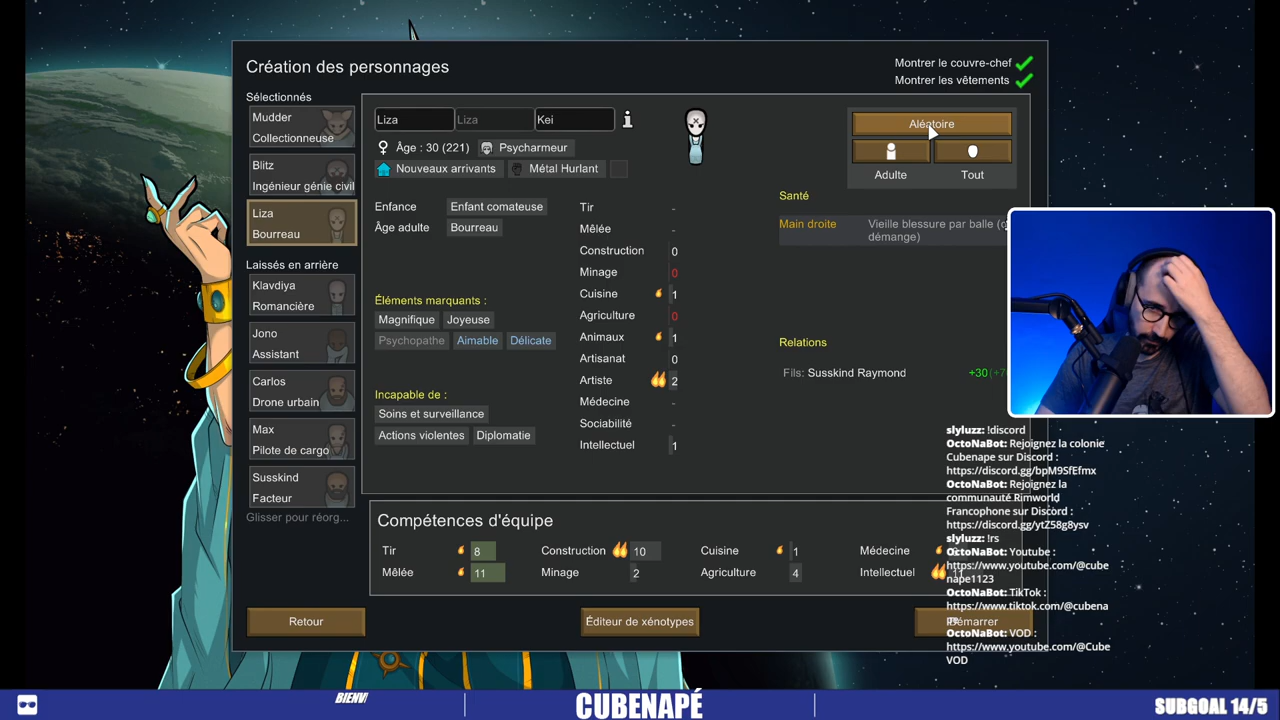 Création des personnages
Montrer le couvre-chef
Montrer les vêtements
Sélectionnés
Mudder
Collectionneuse
Blitz
Ingénieur génie civil
Liza
Bourreau
Laissés en arrière
Klavdiya
Romancière
Jono
Assistant
Carlos
Drone urbain
Max
Pilote de cargo
Susskind
Facteur
Glisser pour réorg...
Liza Liza Kei
Âge : 30 (221) Psycharmeur
Nouveaux arrivants Métal Hurlant
Enfance Enfant comateuse
Âge adulte Bourreau
Éléments marquants :
Magnifique Joyeuse
Psychopathe Aimable Délicate
Incapable de :
Soins et surveillance
Actions violentes Diplomatie
Tir -
Mêlée -
Construction 0
Minage 0
Cuisine 1
Agriculture 0
Animaux 1
Artisanat 0
Artiste 2
Médecine -
Sociabilité -
Intellectuel 1
Aléatoire
Adulte Tout
Santé
Main droite Vieille blessure par balle
démange)
Relations
Fils: Susskind Raymond +30
Compétences d'équipe
Tir 8 Construction 10 Cuisine 1 Médecine
Mêlée 11 Minage 2 Agriculture 4 Intellectuel
Retour
Éditeur de xénotypes
Démarrer
slyluzz: !discord
OctoNaBot: Rejoignez la colonie
Cubenape sur Discord :
https://discord.gg/bpM9SfEfmx
OctoNaBot: Rejoignez la
communauté Rimworld
Francophone sur Discord :
https://discord.gg/ytZ58g8ysv
slyluzz: !rs
OctoNaBot: Youtube :
https://www.youtube.com/@cube
nape1123
OctoNaBot: TikTok :
https://www.tiktok.com/@cubena
OctoNaBot: VOD :
https://www.youtube.com/@Cube
VOD
BIENV
CUBENAPÉ
SUBGOAL 14/5